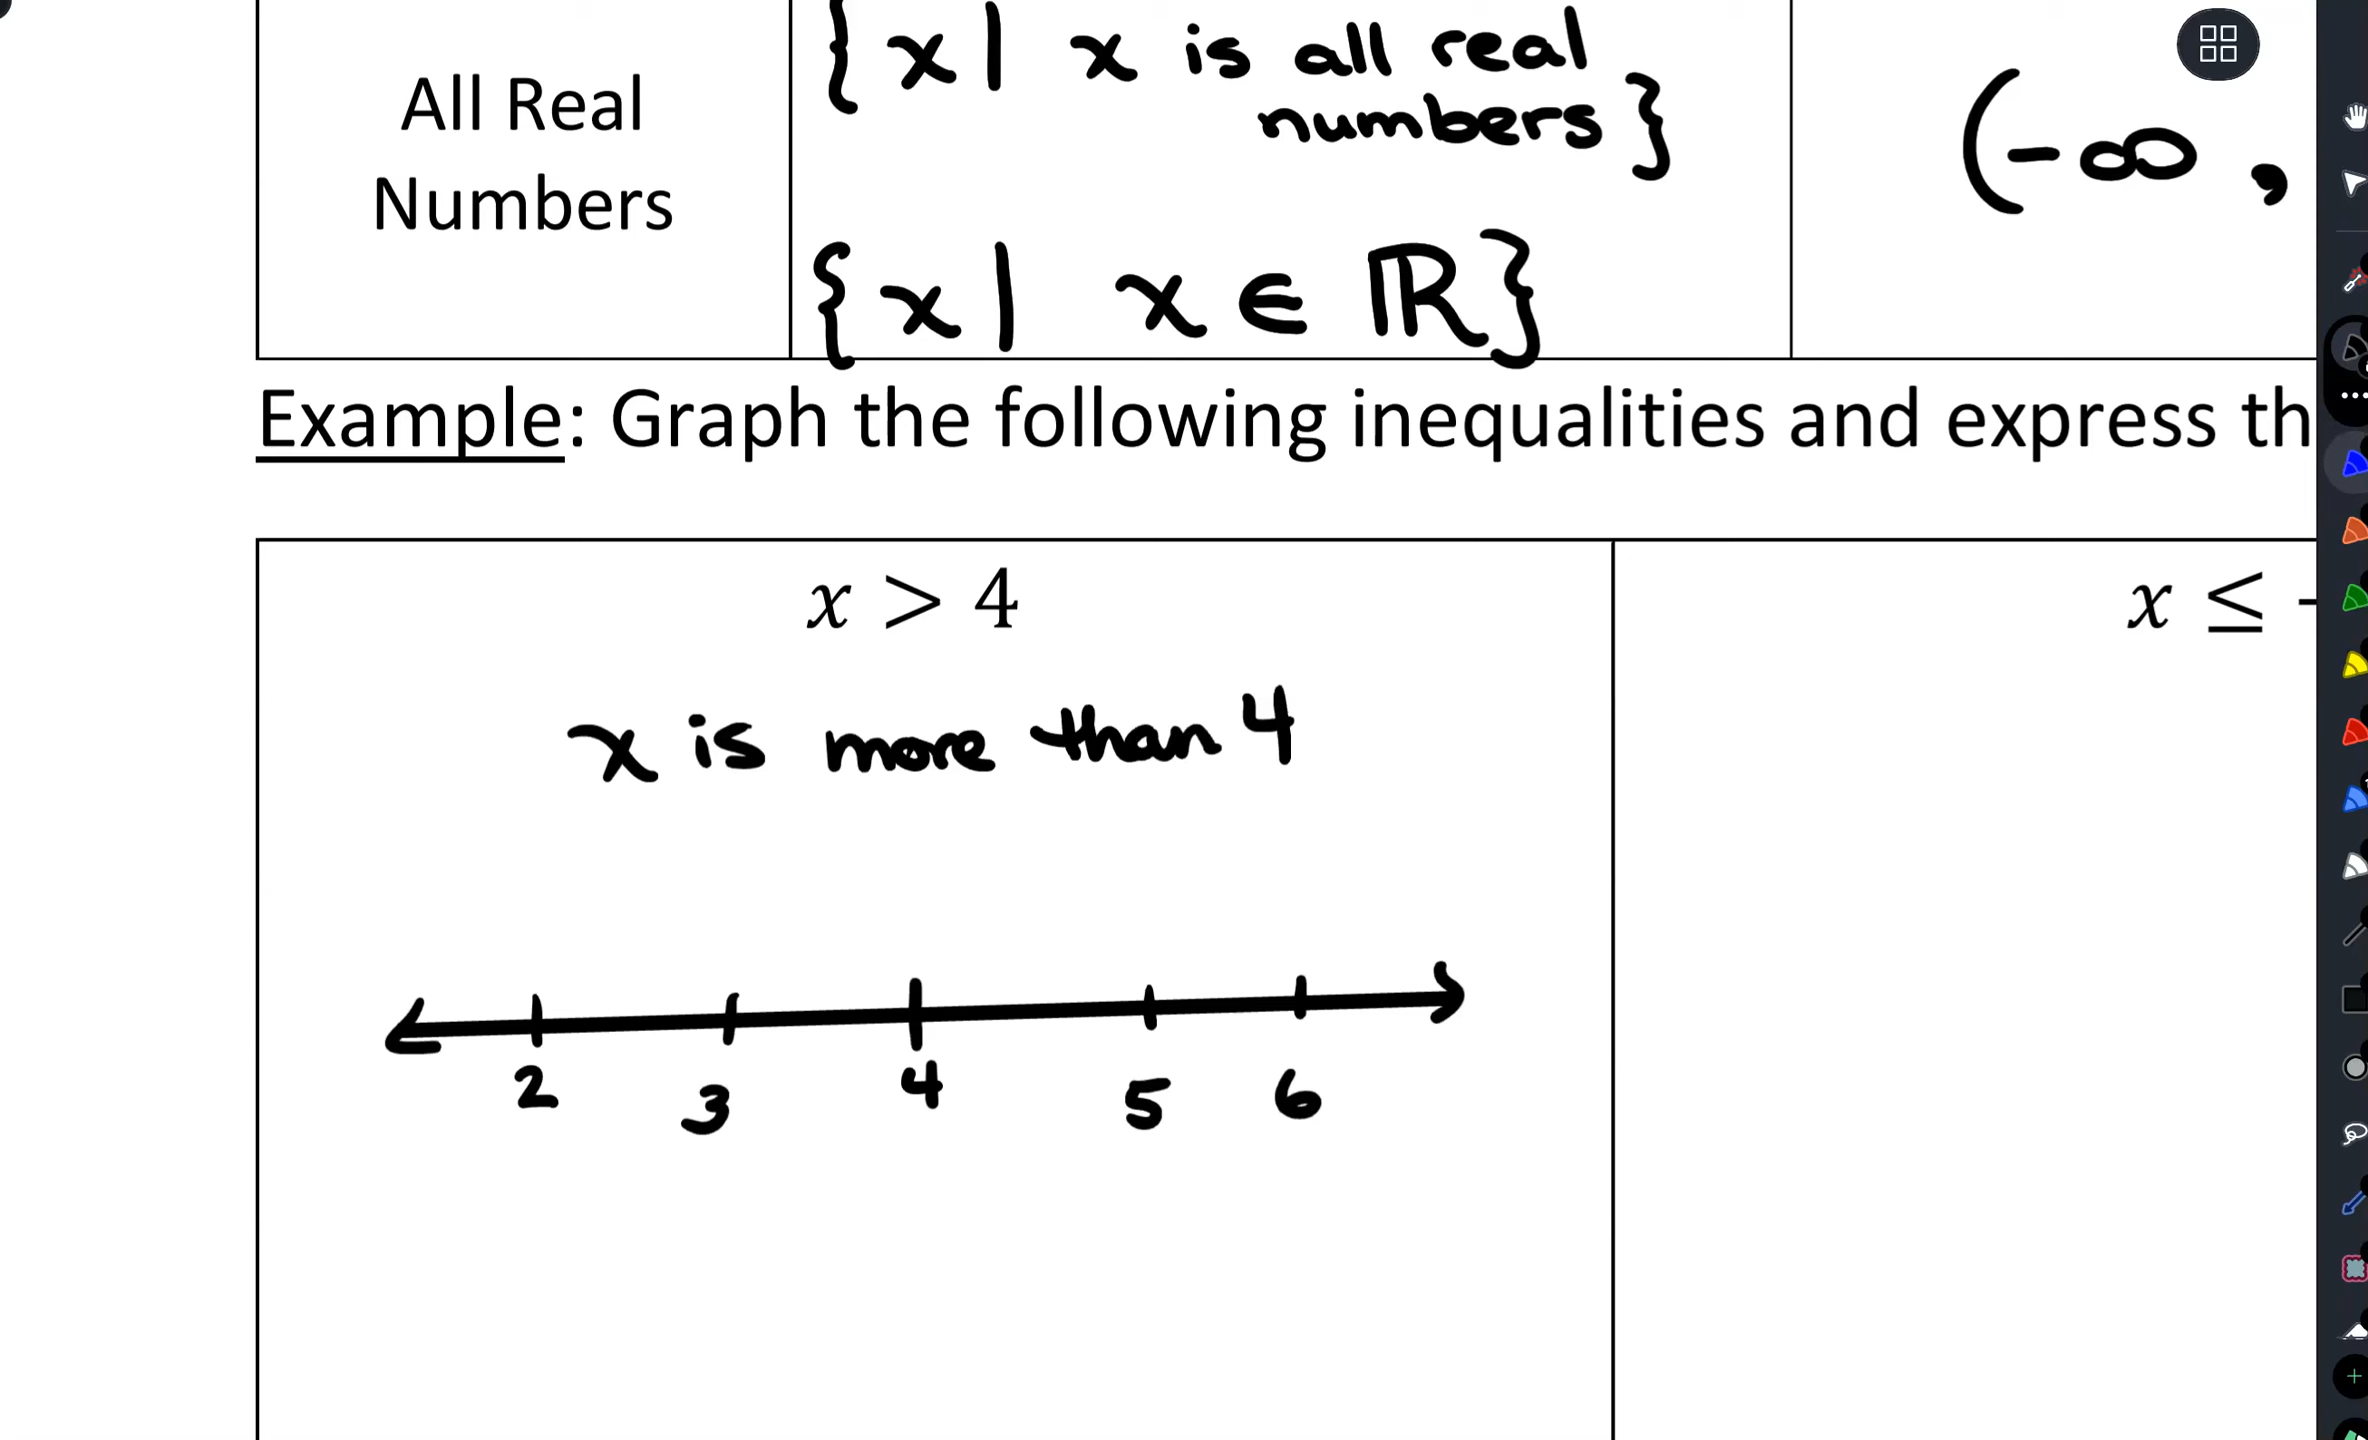 All Real
Numbers
{x| x is all real
numbers}
{x| x ∈ ℝ}
(-∞ ,
Example: Graph the following inequalities and express th
x > 4
x ≤ -
x is more than 4
2 3 4 5 6